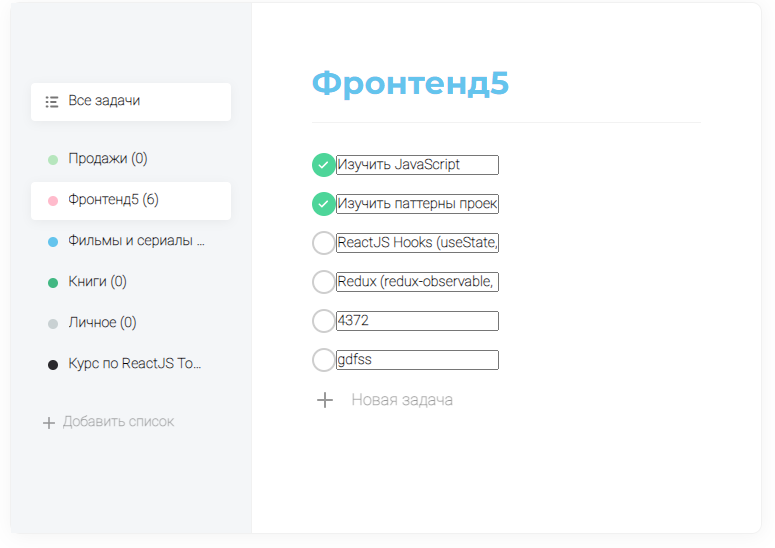 Все задачи
Продажи (0)
Фронтенд5 (6)
Фильмы и сериалы ...
Книги (0)
Личное (0)
Курс по ReactJS To...
Добавить список
Фронтенд5
Изучить JavaScript
Изучить паттерны проек
ReactJS Hooks (useState,
Redux (redux-observable,
4372
gdfss
Новая задача